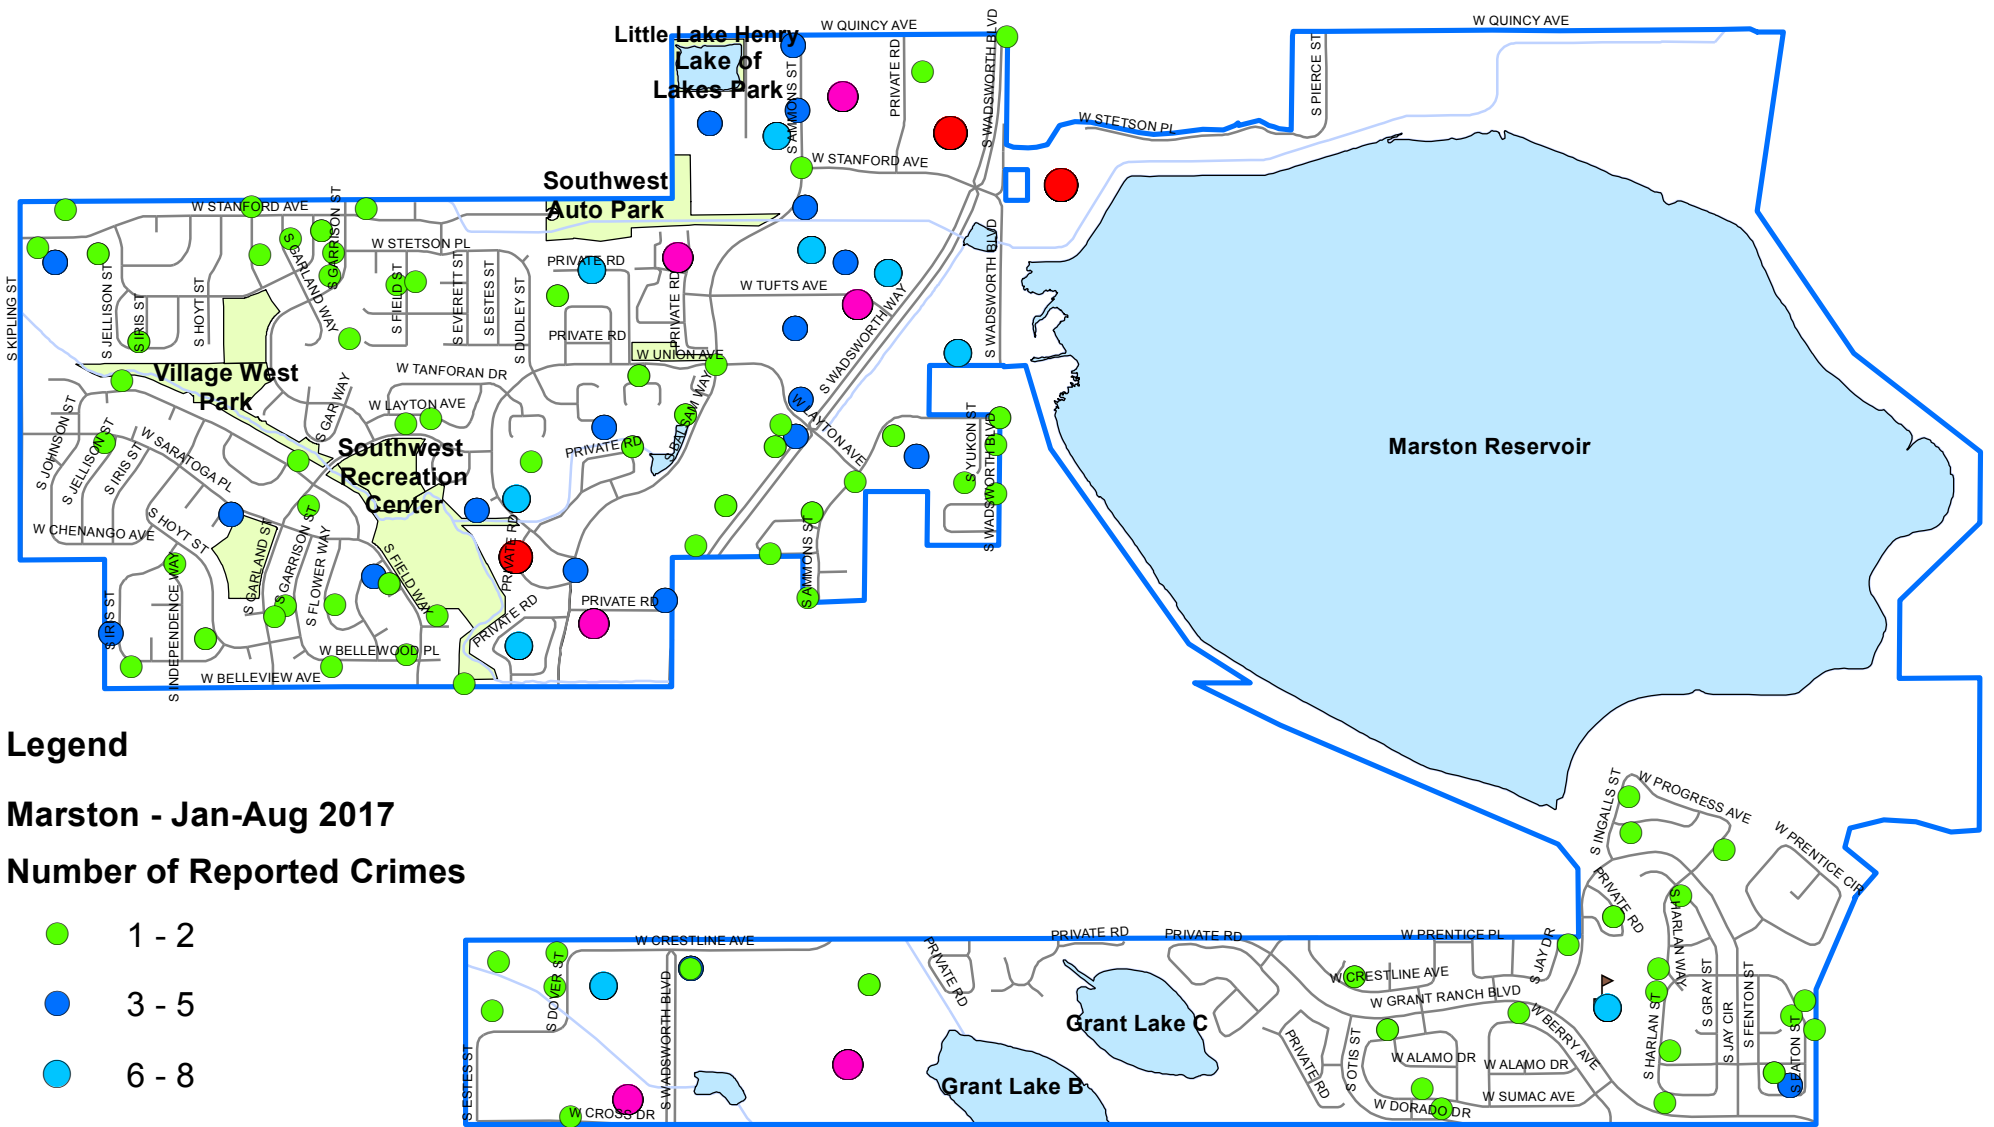 W QUINCY AVE
W QUINCY AVE
Little Lake Henry
Lake of
Lakes Park
S AMMONS ST
PRIVATE RD
S WADSWORTH BLVD
S PIERCE ST
W STETSON PL
W STANFORD AVE
Southwest
Auto Park
W STANFORD AVE
S GARRISON ST
S GARLAND WAY
W STETSON PL
PRIVATE RD
PRIVATE RD
W TUFTS AVE
S WADSWORTH BLVD
S KIPLING ST
S JELLISON ST
S IRIS ST
S HOYT ST
S FIELD ST
S EVERETT ST
S ESTES ST
S DUDLEY ST
PRIVATE RD
W UNION AVE
S WADSWORTH WAY
Village West
Park
W TANFORAN DR
S GAR WAY
W LAYTON AVE
S BALSAM WAY
W LAYTON AVE
S YUKON ST
S WADSWORTH BLVD
Marston Reservoir
S JOHNSON ST
S JELLISON ST
S IRIS ST
W SARATOGA PL
Southwest
Recreation
Center
PRIVATE RD
W CHENANGO AVE
S HOYT ST
S GARLAND ST
S GARRISON ST
S FLOWER WAY
S FIELD WAY
PRIVATE RD
S AMMONS ST
S IRIS ST
S INDEPENDENCE WAY
PRIVATE RD
PRIVATE RD
W BELLEWOOD PL
W BELLEVIEW AVE
Legend
Marston - Jan-Aug 2017
Number of Reported Crimes
1 - 2
3 - 5
6 - 8
S INGALLS ST
W PROGRESS AVE
W PRENTICE CIR
PRIVATE RD
S HARLAN WAY
W CRESTLINE AVE
PRIVATE RD
PRIVATE RD
PRIVATE RD
W PRENTICE PL
S JAY DR
S DOVER ST
S WADSWORTH BLVD
S ESTES ST
W CROSS DR
Grant Lake C
Grant Lake B
W CRESTLINE AVE
W GRANT RANCH BLVD
W BERRY AVE
PRIVATE RD
S OTIS ST
W ALAMO DR
W ALAMO DR
W SUMAC AVE
W DORADO DR
S HARLAN ST
S GRAY ST
S JAY CIR
S FENTON ST
S EATON ST